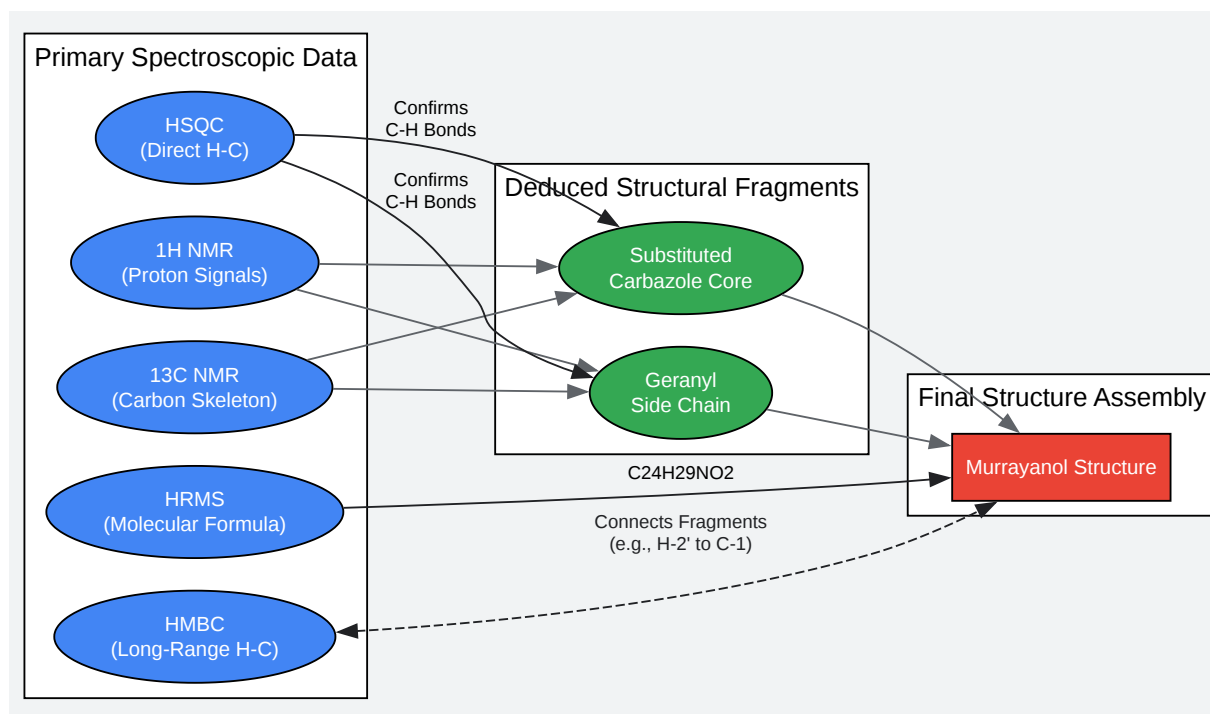 Primary Spectroscopic Data
HSQC
(Direct H-C)
1H NMR
(Proton Signals)
13C NMR
(Carbon Skeleton)
HRMS
(Molecular Formula)
HMBC
(Long-Range H-C)
Confirms
C-H Bonds
Confirms
C-H Bonds
Deduced Structural Fragments
Substituted
Carbazole Core
Geranyl
Side Chain
C24H29NO2
Connects Fragments
(e.g., H-2' to C-1)
Final Structure Assembly
Murrayanol Structure